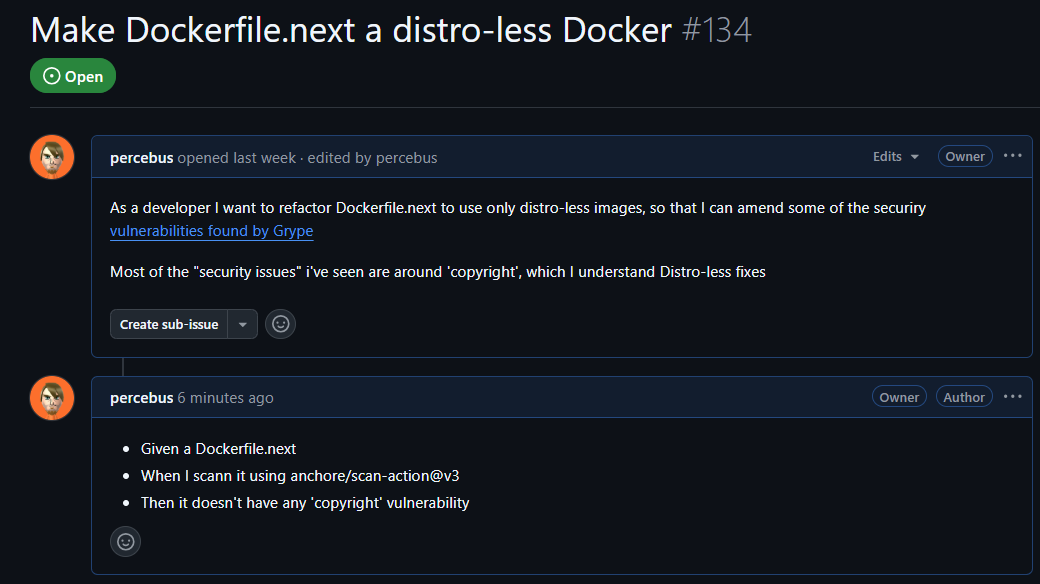 Make Dockerfile.next a distro-less Docker #134
Open
percebus opened last week · edited by percebus
Edits
Owner
As a developer I want to refactor Dockerfile.next to use only distro-less images, so that I can amend some of the securiry
vulnerabilities found by Grype
Most of the "security issues" i've seen are around 'copyright', which I understand Distro-less fixes
Create sub-issue
percebus 6 minutes ago
Owner
Author
• Given a Dockerfile.next
• When I scann it using anchore/scan-action@v3
• Then it doesn't have any 'copyright' vulnerability